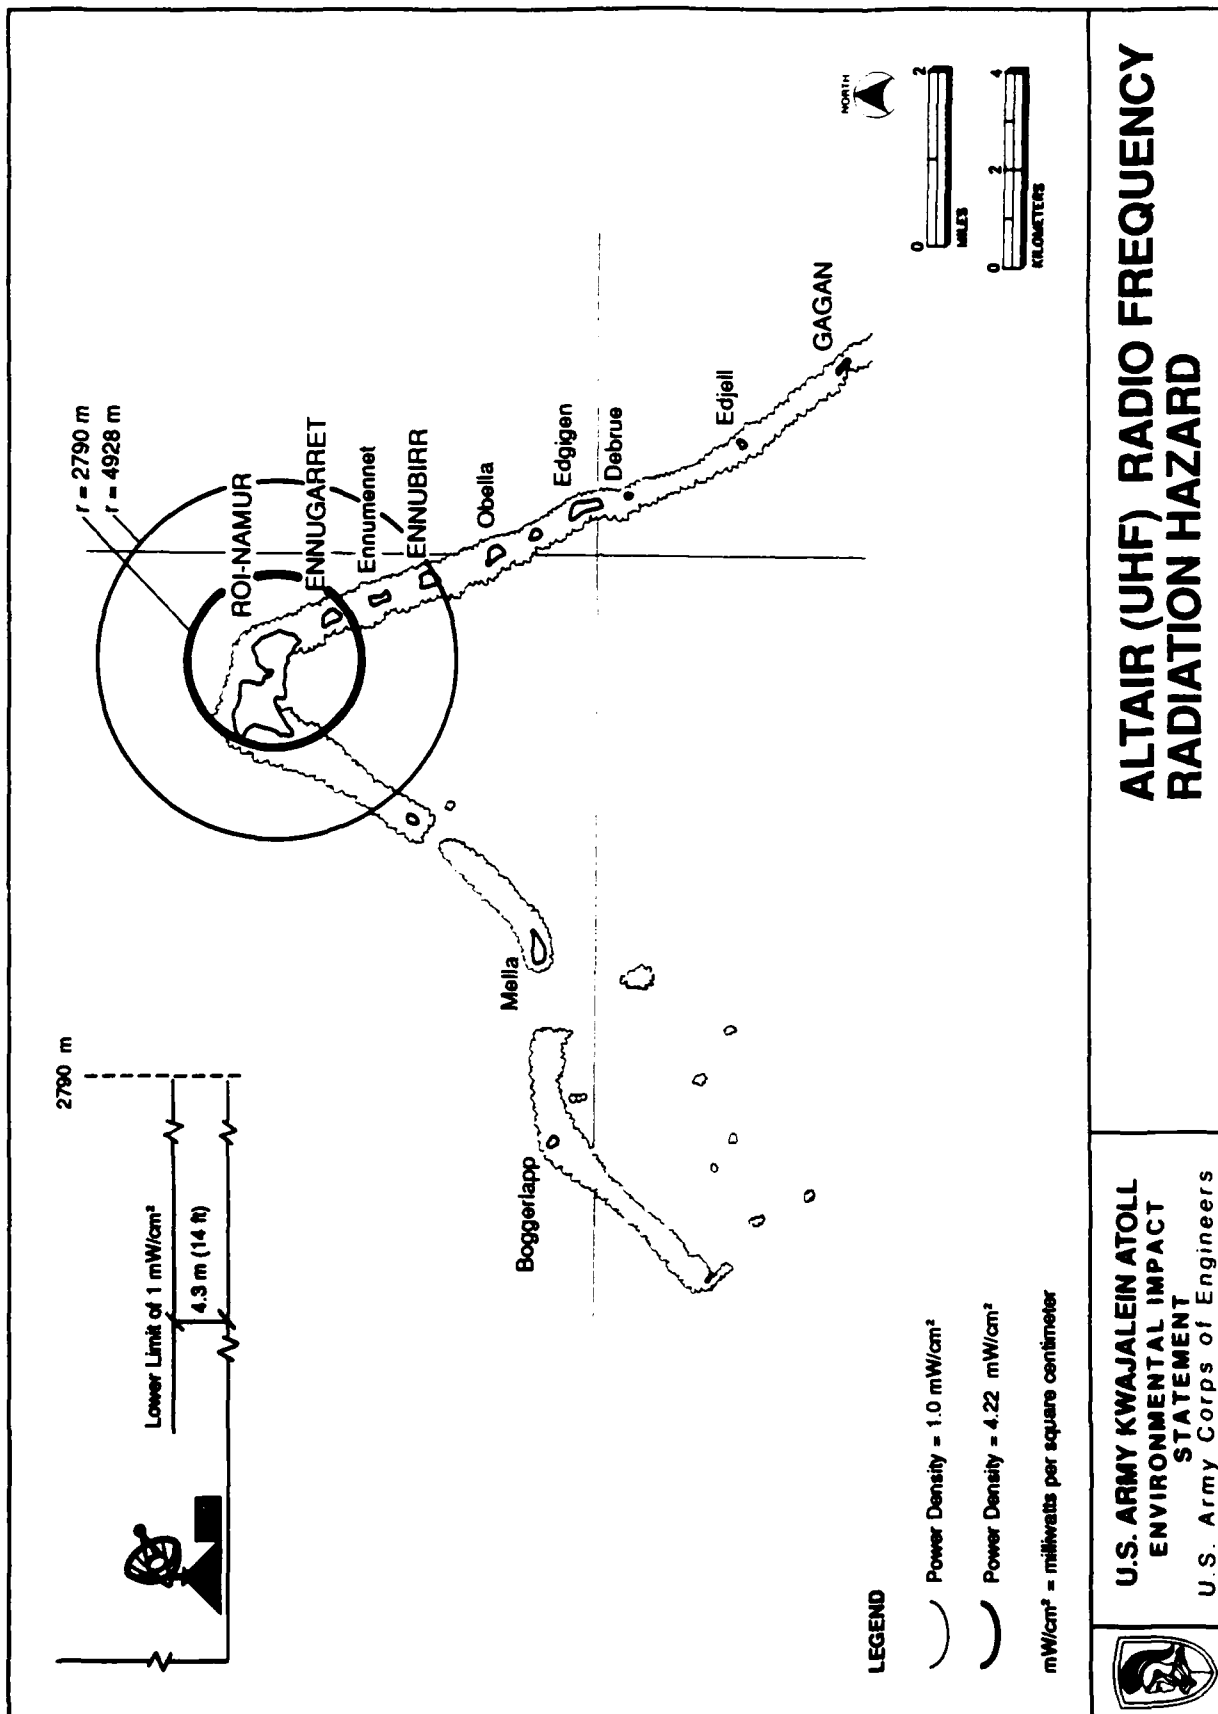 2790 m
Lower Limit of 1 mW/cm²
4.3 m (14 ft)
r = 2790 m
r = 4928 m
ROI-NAMUR
ENNUGARRET
Ennumennet
ENNUBIRR
Obella
Edgigen
Debrue
Edjell
GAGAN
Mella
Boggerlapp
B
NORTH
0 2
MILES
0 2 4
KILOMETERS
LEGEND
Power Density = 1.0 mW/cm²
Power Density = 4.22 mW/cm²
mW/cm² = milliwatts per square centimeter
U.S. ARMY KWAJALEIN ATOLL
ENVIRONMENTAL IMPACT
STATEMENT
U.S. Army Corps of Engineers
ALTAIR (UHF) RADIO FREQUENCY
RADIATION HAZARD